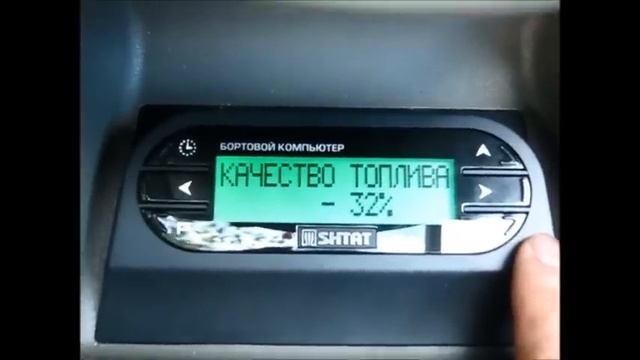 БОРТОВОЙ КОМПЬЮТЕР
КАЧЕСТВО ТОПЛИВА
- 32%
SHTAT